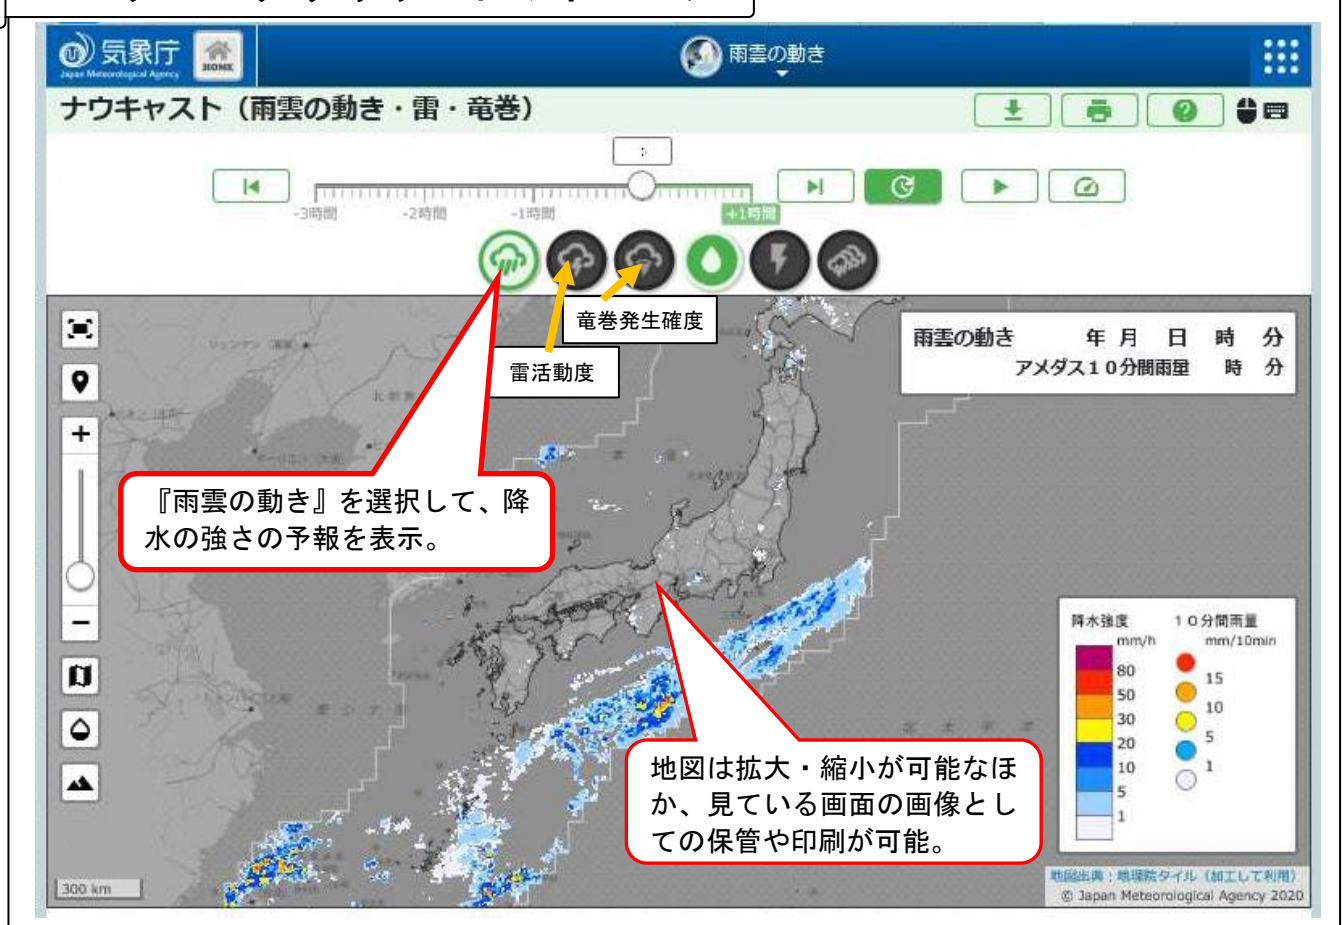 気象庁
Japan Meteorological Agency
HOME
雨雲の動き
ナウキャスト（雨雲の動き・雷・竜巻）
-3時間
-2時間
-1時間
+1時間
竜巻発生確度
雷活動度
雨雲の動き 年 月 日 時 分
アメダス１０分間雨量 時 分
『雨雲の動き』を選択して、降
水の強さの予報を表示。
地図は拡大・縮小が可能なほ
か、見ている画面の画像とし
ての保管や印刷が可能。
降水強度
mm/h
80
50
30
20
10
5
1
１０分間雨量
mm/10min
15
10
5
1
300 km
地図出典：地理院タイル（加工して利用）
© Japan Meteorological Agency 2020